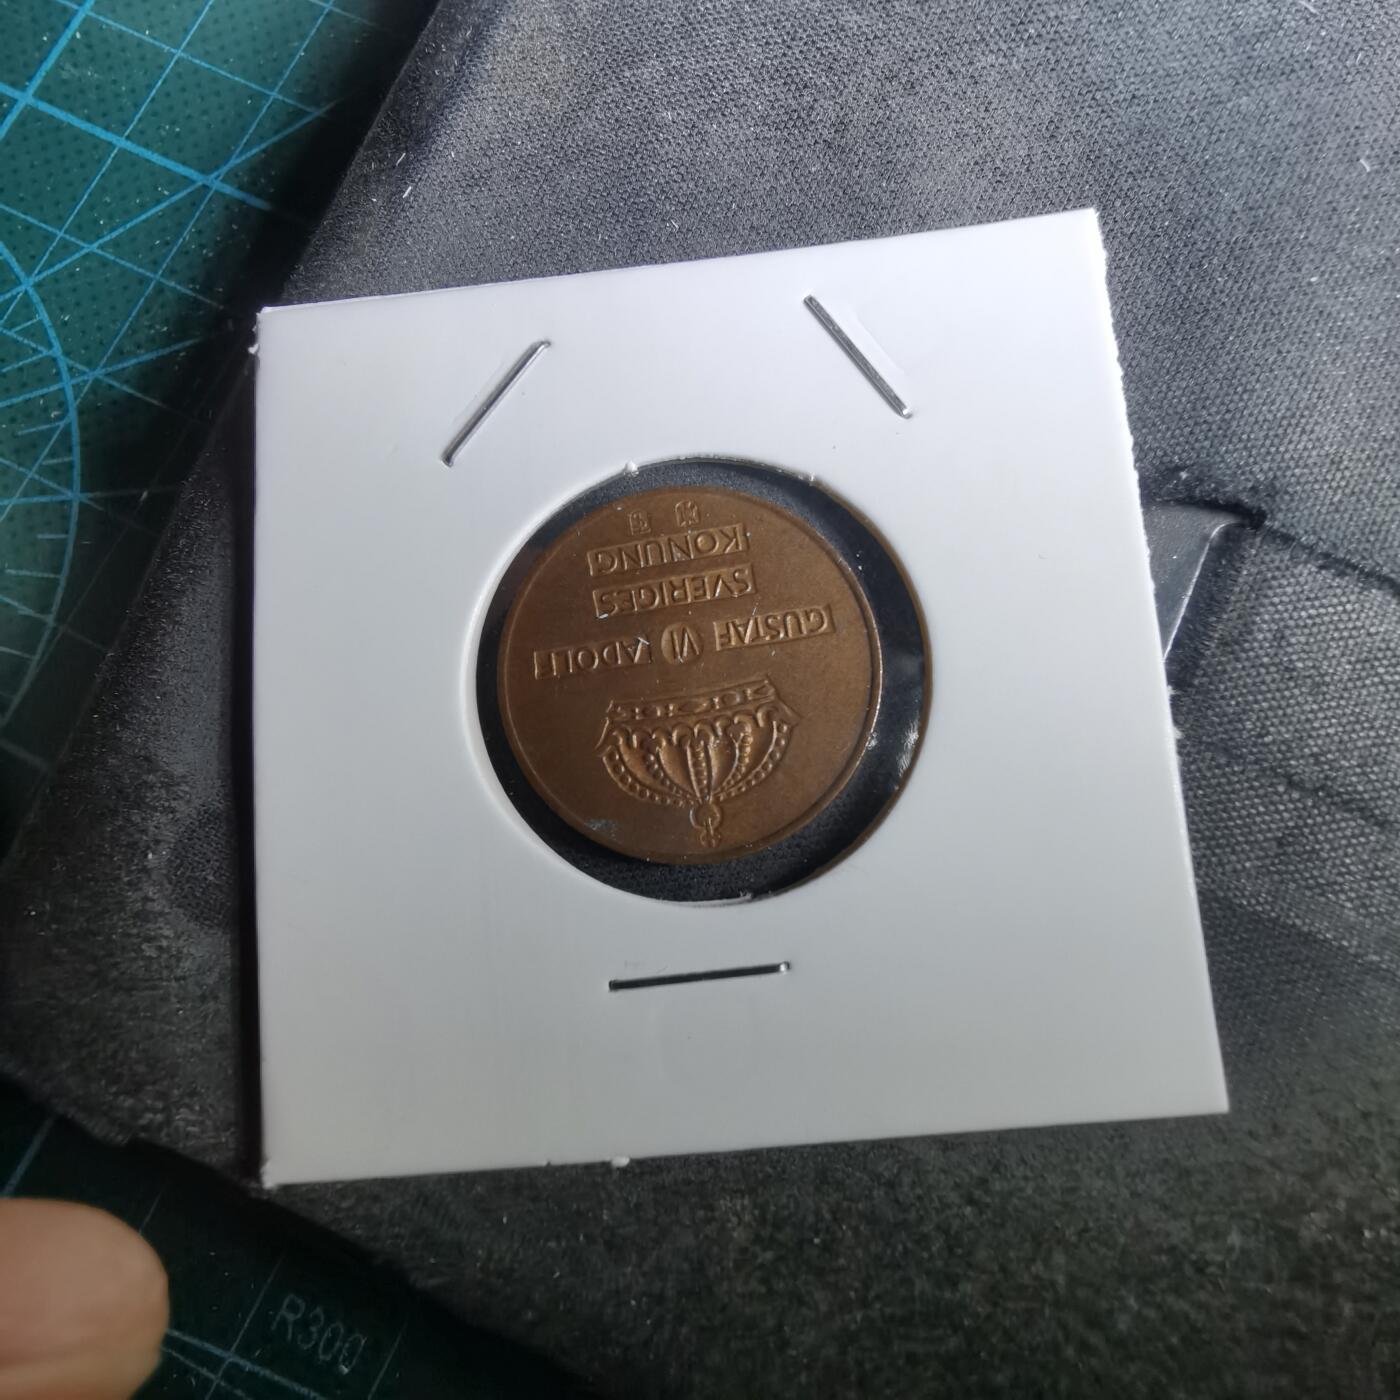 GUSTAF VI ADOLF
SVERIGES
KONUNG
R300